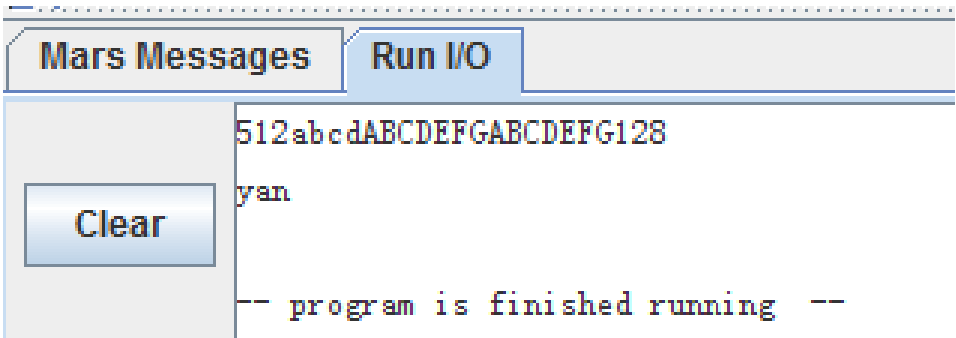 Mars Messages Run I/O
512abcdABCDEFGABCDEFG128
yan
Clear
-- program is finished running --